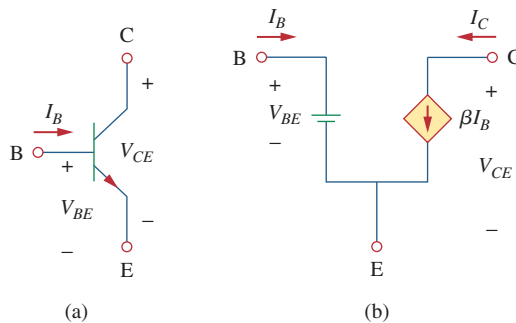 C
+
I_B
B
+
V_CE
V_BE
−
−
E
(a)
I_B
I_C
B
C
+
+
V_BE
βI_B
−
V_CE
−
E
(b)